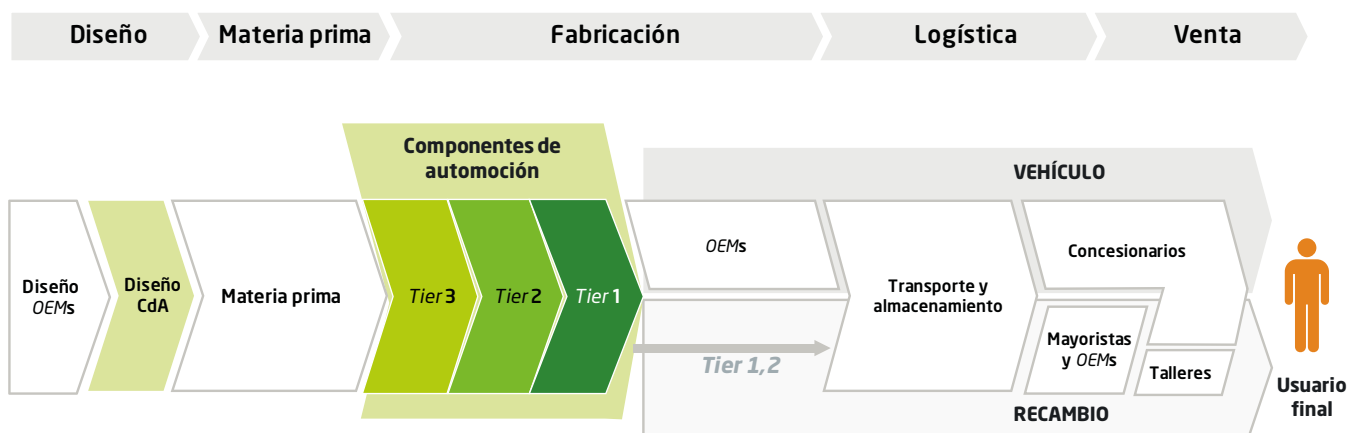 Diseño
Materia prima
Fabricación
Logística
Venta
Componentes de
automoción
VEHÍCULO
Diseño
OEMs
Diseño
CdA
Materia prima
Tier 3
Tier 2
Tier 1
OEMs
Tier 1,2
Transporte y
almacenamiento
Concesionarios
Mayoristas
y OEMs
Talleres
RECAMBIO
Usuario
final